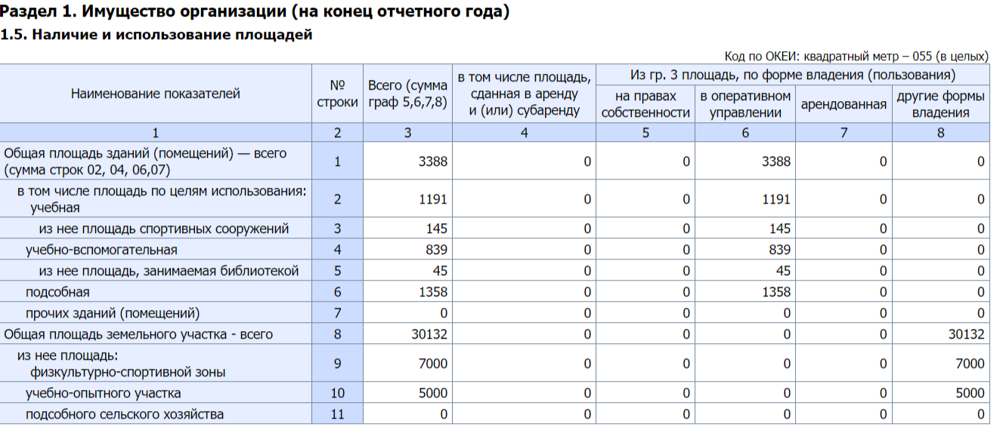 Раздел 1. Имущество организации (на конец отчетного года)
1.5. Наличие и использование площадей
Код по ОКЕИ: квадратный метр – 055 (в целых)
Наименование показателей
№
строки
Всего (сумма
граф 5,6,7,8)
в том числе площадь,
сданная в аренду
и (или) субаренду
Из гр. 3 площадь, по форме владения (пользования)
на правах
собственности
в оперативном
управлении
арендованная
другие формы
владения
1 2 3 4 5 6 7 8
Общая площадь зданий (помещений) — всего
(сумма строк 02, 04, 06,07)
1 3388 0 0 3388 0 0
в том числе площадь по целям использования:
учебная
2 1191 0 0 1191 0 0
из нее площадь спортивных сооружений 3 145 0 0 145 0 0
учебно-вспомогательная 4 839 0 0 839 0 0
из нее площадь, занимаемая библиотекой 5 45 0 0 45 0 0
подсобная 6 1358 0 0 1358 0 0
прочих зданий (помещений) 7 0 0 0 0 0 0
Общая площадь земельного участка - всего 8 30132 0 0 0 0 30132
из нее площадь:
физкультурно-спортивной зоны
9 7000 0 0 0 0 7000
учебно-опытного участка 10 5000 0 0 0 0 5000
подсобного сельского хозяйства 11 0 0 0 0 0 0